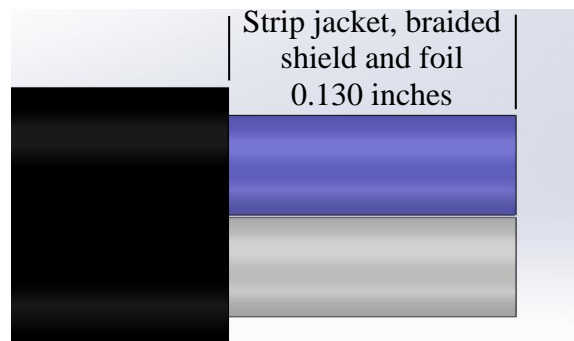 Strip jacket, braided
shield and foil
0.130 inches